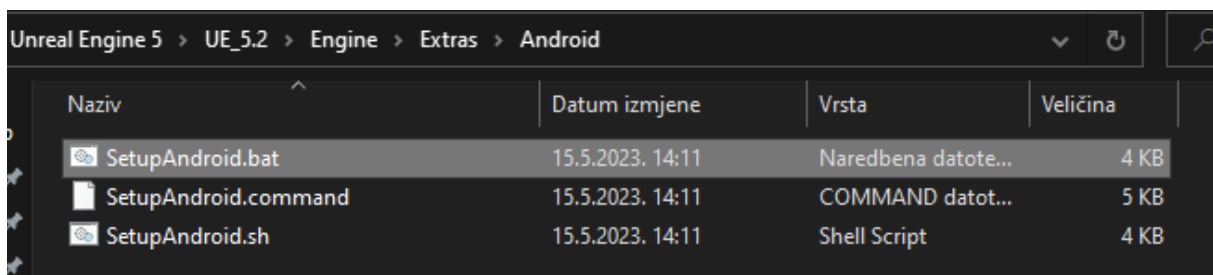 Unreal Engine 5 > UE_5.2 > Engine > Extras > Android
Naziv Datum izmjene Vrsta Veličina
SetupAndroid.bat 15.5.2023. 14:11 Naredbena datote... 4 KB
SetupAndroid.command 15.5.2023. 14:11 COMMAND datot... 5 KB
SetupAndroid.sh 15.5.2023. 14:11 Shell Script 4 KB